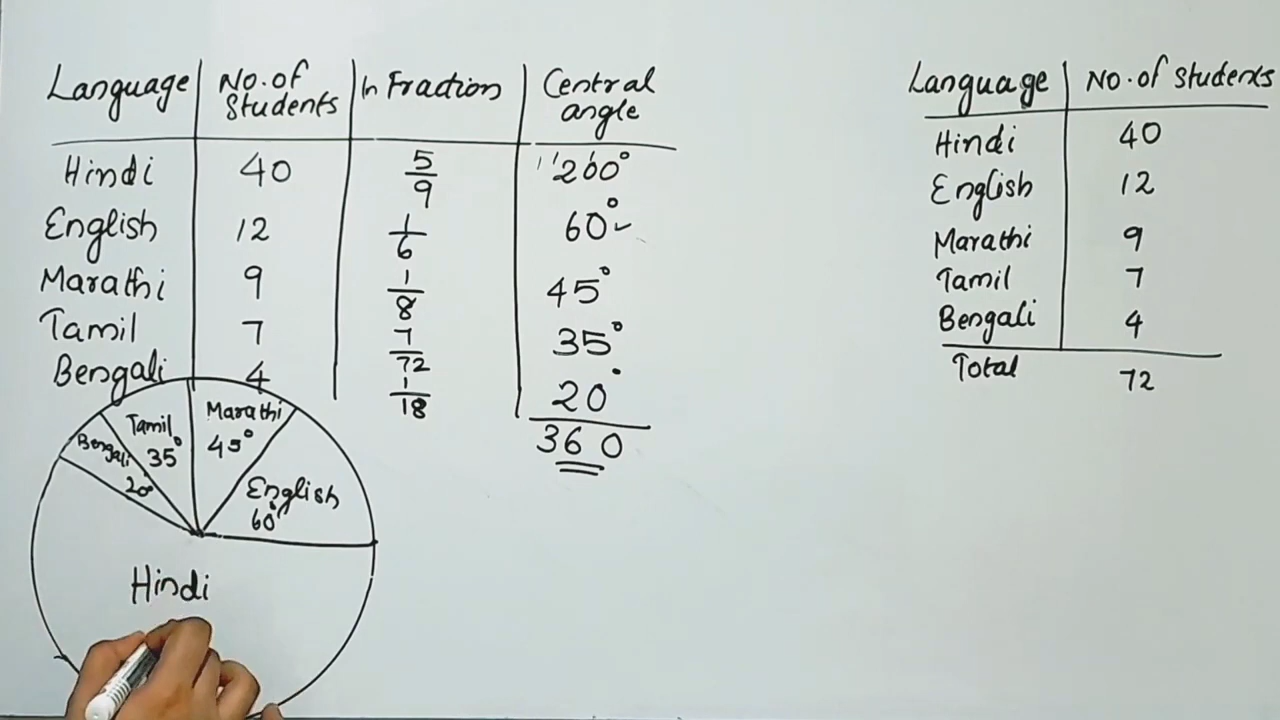 Language No. of Students In Fraction Central angle
Hindi 40 5/9 200°
English 12 1/6 60°
Marathi 9 1/8 45°
Tamil 7 7/72 35°
Bengali 4 1/18 20°
360
Marathi 45°
Tamil 35°
Bengali 20°
English 60°
Hindi
Language No. of Students
Hindi 40
English 12
Marathi 9
Tamil 7
Bengali 4
Total 72